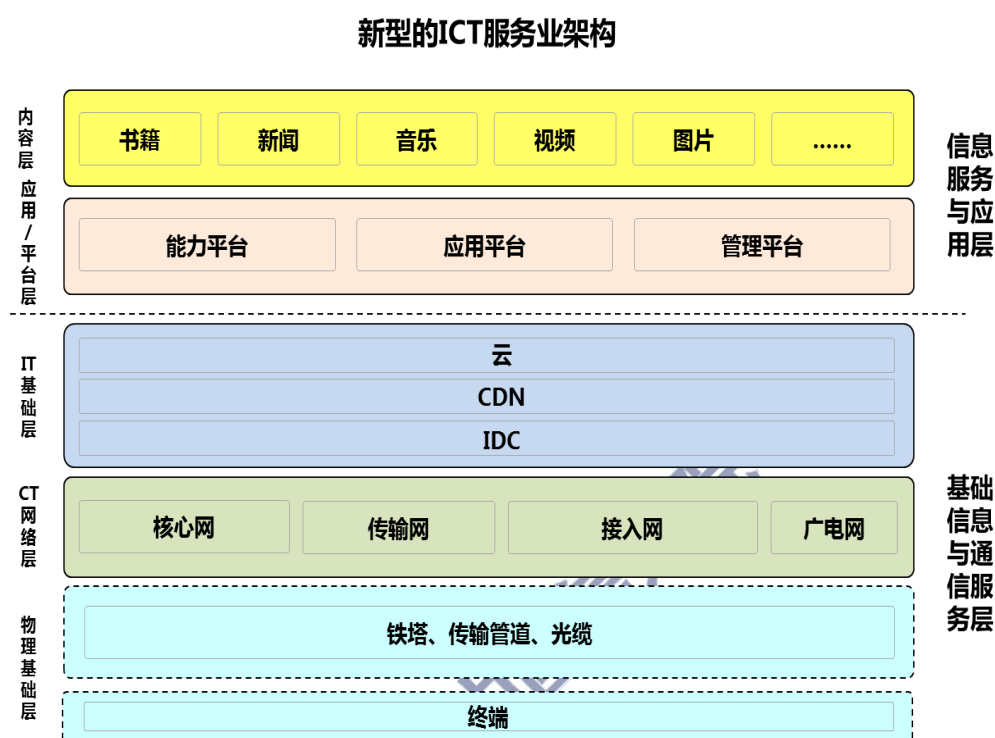 新型的ICT服务业架构
内容层
书籍
新闻
音乐
视频
图片
......
信息服务与应用层
应用/平台层
能力平台
应用平台
管理平台
IT基础层
云
CDN
IDC
CT网络层
核心网
传输网
接入网
广电网
基础信息与通信服务层
物理基础层
铁塔、传输管道、光缆
终端